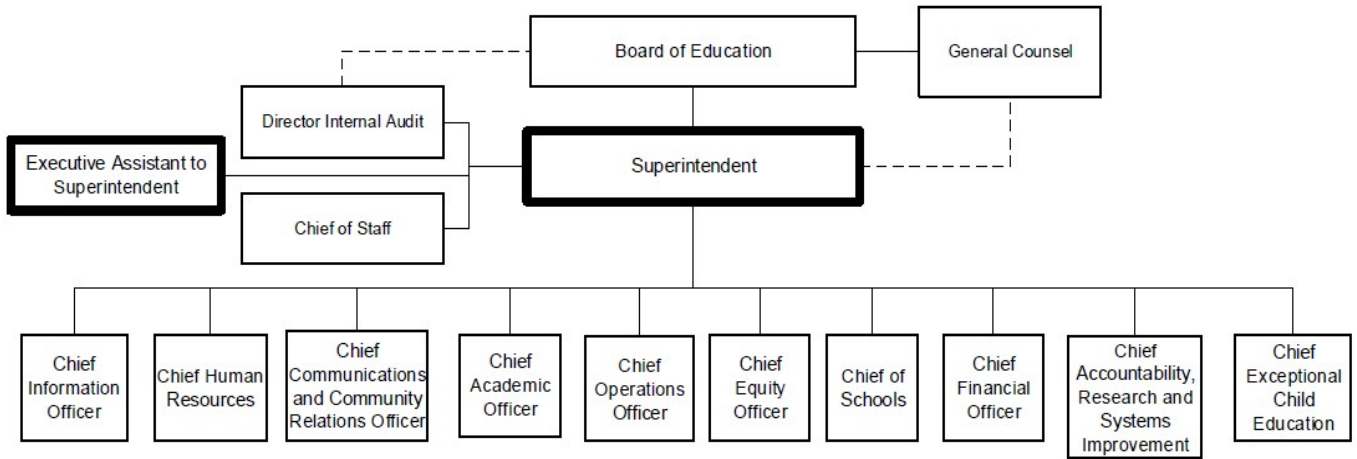 Board of Education
General Counsel
Director Internal Audit
Executive Assistant to
Superintendent
Superintendent
Chief of Staff
Chief
Information
Officer
Chief Human
Resources
Chief
Communications
and Community
Relations Officer
Chief
Academic
Officer
Chief
Operations
Officer
Chief
Equity
Officer
Chief of
Schools
Chief
Financial
Officer
Chief
Accountability,
Research and
Systems
Improvement
Chief
Exceptional
Child
Education